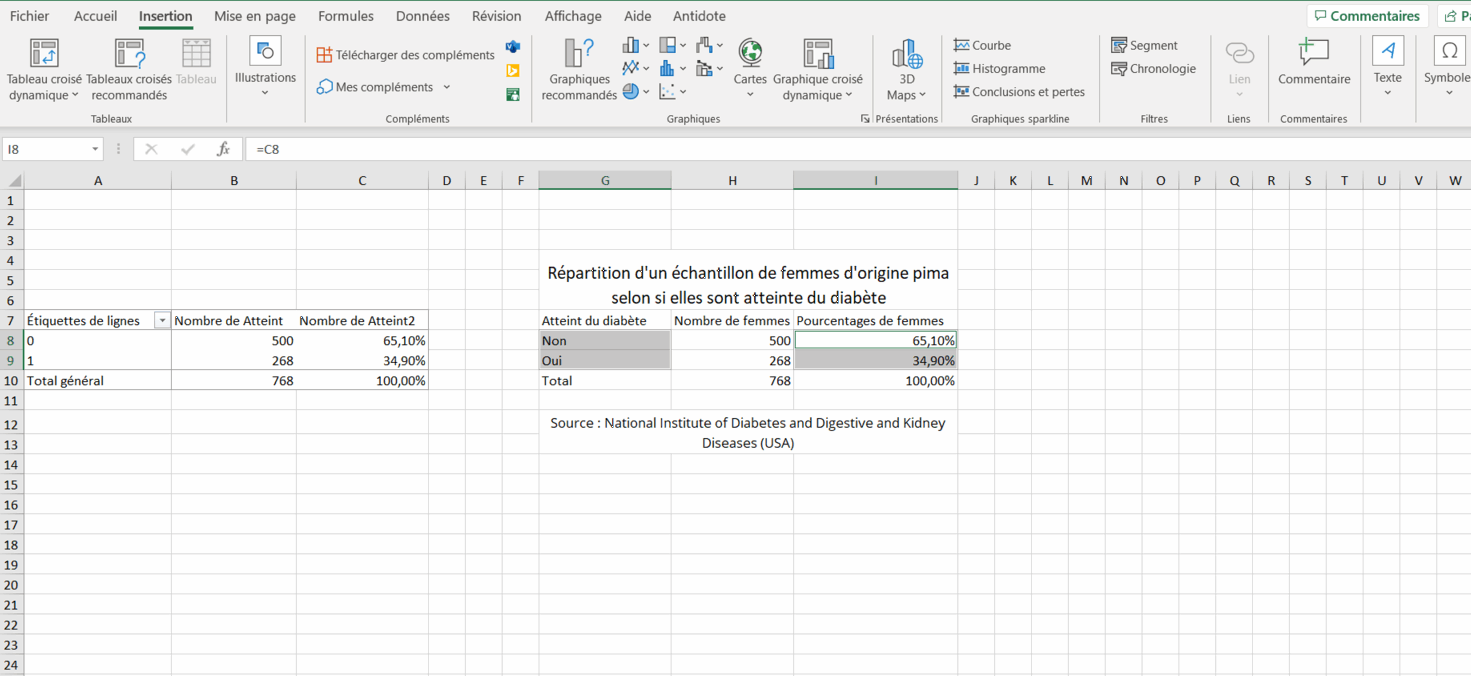 Fichier Accueil Insertion Mise en page Formules Données Révision Affichage Aide Antidote Commentaires
Tableau croisé dynamique
Tableaux croisés recommandés
Tableau
Tableaux
Illustrations
Télécharger des compléments
Mes compléments
Compléments
Graphiques recommandés
Cartes
Graphique croisé dynamique
Graphiques
3D Maps
Présentations
Courbe
Histogramme
Conclusions et pertes
Graphiques sparkline
Segment
Chronologie
Filtres
Lien
Liens
Commentaire
Commentaires
Texte
Symbole
I8 fx =C8
A B C D E F G H I J K L M N O P Q R S T U V W
1
2
3
4
5 Répartition d'un échantillon de femmes d'origine pima
6 selon si elles sont atteinte du diabète
7 Étiquettes de lignes Nombre de Atteint Nombre de Atteint2 Atteint du diabète Nombre de femmes Pourcentages de femmes
8 0 500 65,10% Non 500 65,10%
9 1 268 34,90% Oui 268 34,90%
10 Total général 768 100,00% Total 768 100,00%
11
12 Source : National Institute of Diabetes and Digestive and Kidney
13 Diseases (USA)
14
15
16
17
18
19
20
21
22
23
24